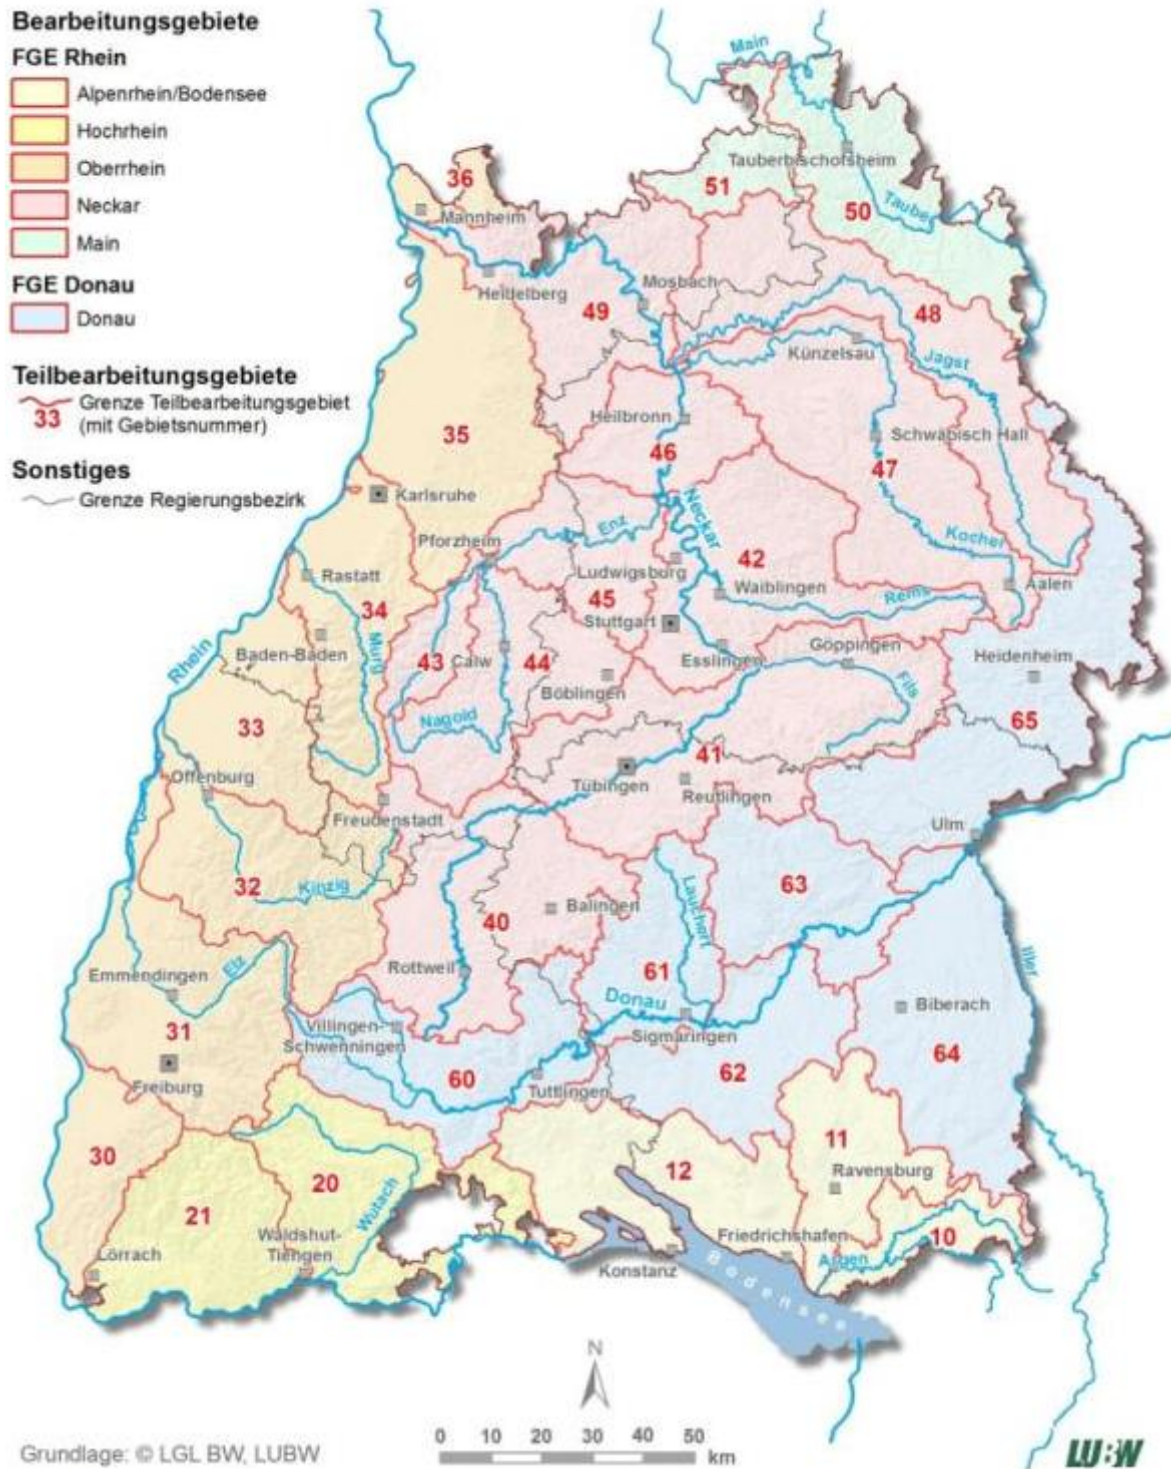 Bearbeitungsgebiete
FGE Rhein
Alpenrhein/Bodensee
Hochrhein
Oberrhein
Neckar
Main
FGE Donau
Donau
Teilbearbeitungsgebiete
33
Grenze Teilbearbeitungsgebiet
(mit Gebietsnummer)
Sonstiges
Grenze Regierungsbezirk
Main
Tauberbischofsheim
36
51
50
Tauber
Mannheim
Heidelberg
Mosbach
49
48
Künzelsau
Jagst
Heilbronn
35
46
Schwäbisch Hall
47
Karlsruhe
Neckar
Enz
Kocher
Pforzheim
Ludwigsburg
42
Rastatt
Waiblingen
Aalen
34
45
Rems
Stuttgart
Rhein
Murg
Baden-Baden
43
Calw
44
Esslingen
Göppingen
Heidenheim
Böblingen
Fils
33
Nagold
65
41
Offenburg
Tübingen
Reutlingen
Freudenstadt
Ulm
32
Kinzig
63
Lauchert
40
Balingen
Elz
Emmendingen
Rottweil
61
Iller
Donau
Biberach
31
Villingen-
Schwenningen
Sigmaringen
64
Freiburg
60
Tuttlingen
62
30
11
12
Ravensburg
20
Wutach
21
Waldshut-
Tiengen
Friedrichshafen
10
Lörrach
Argen
Konstanz
Bodensee
N
0 10 20 30 40 50
km
Grundlage: © LGL BW, LUBW
LUBW